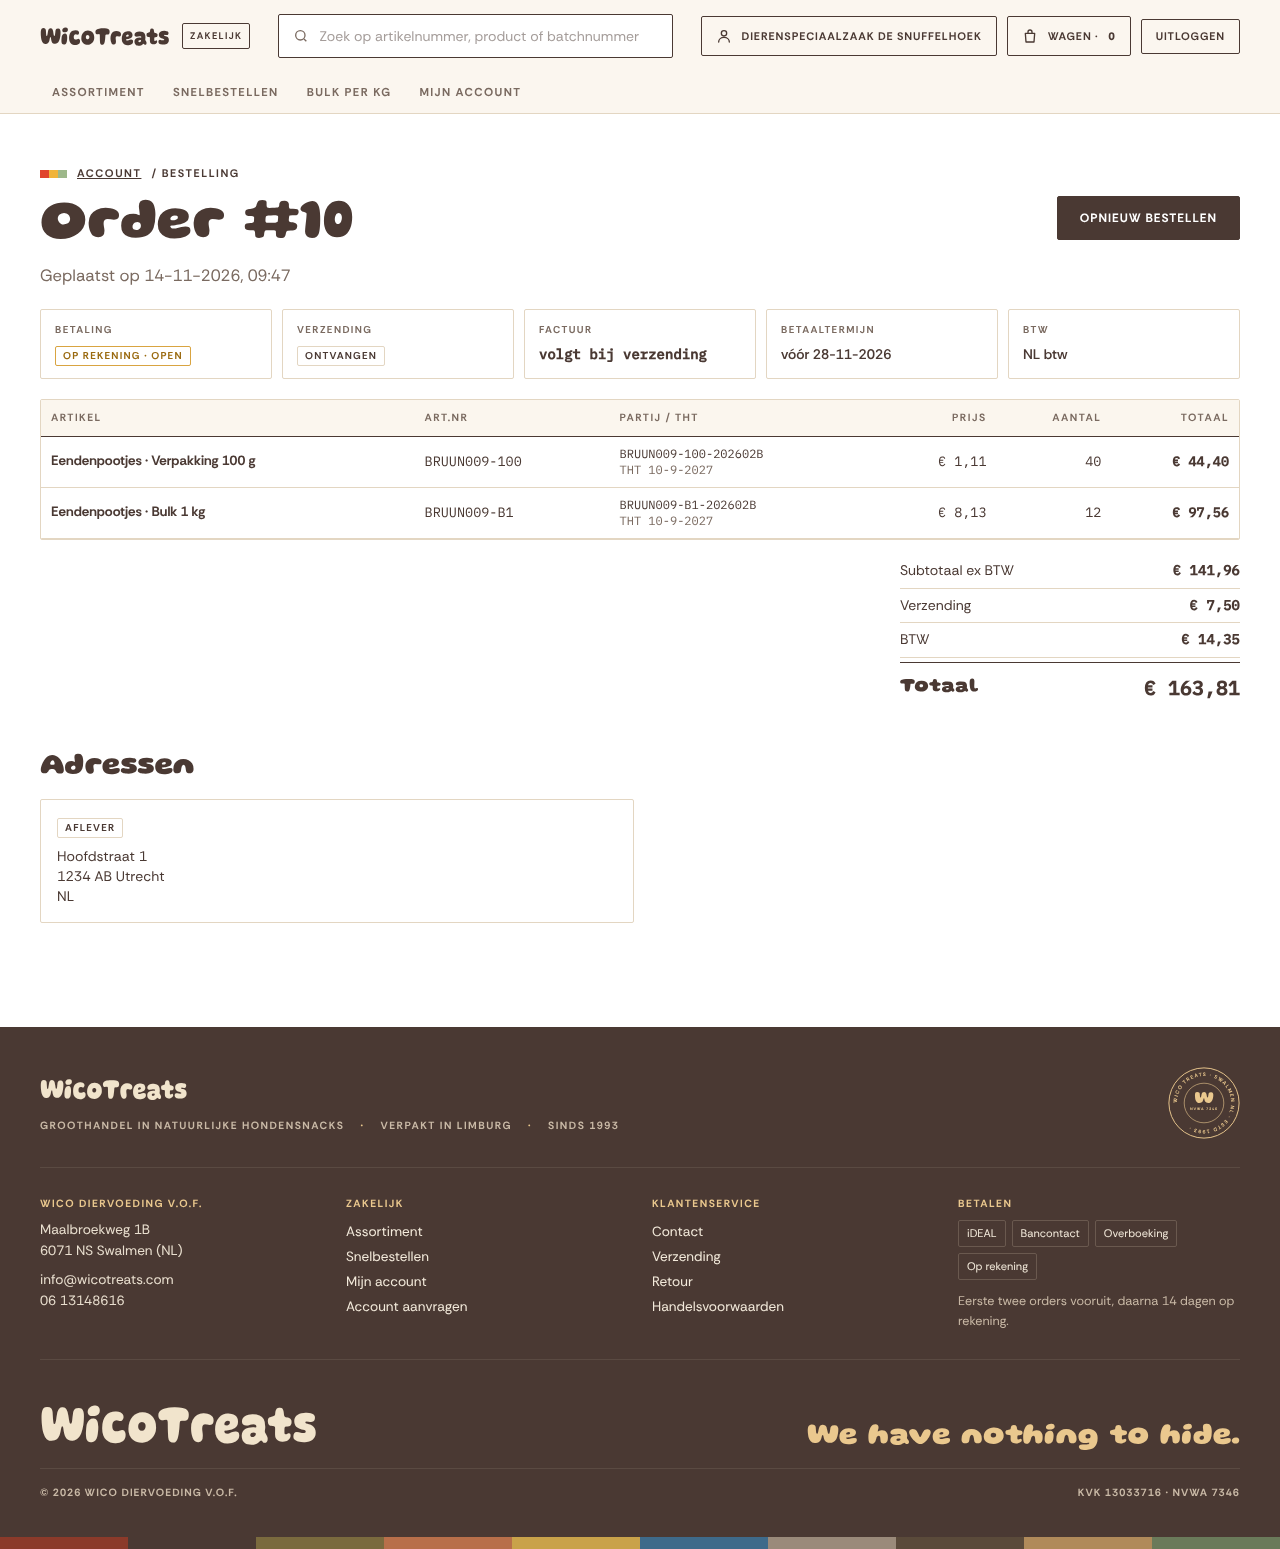 WicoTreats ZAKELIJK
Zoek op artikelnummer, product of batchnummer
DIERENSPECIAALZAAK DE SNUFFELHOEK
WAGEN · 0
UITLOGGEN
ASSORTIMENT SNELBESTELLEN BULK PER KG MIJN ACCOUNT
ACCOUNT / BESTELLING
Order #10
OPNIEUW BESTELLEN
Geplaatst op 14-11-2026, 09:47
BETALING
OP REKENING · OPEN
VERZENDING
ONTVANGEN
FACTUUR
volgt bij verzending
BETAALTERMIJN
vóór 28-11-2026
BTW
NL btw
ARTIKEL ART.NR PARTIJ / THT PRIJS AANTAL TOTAAL
Eendenpootjes · Verpakking 100 g BRUUN009-100 BRUUN009-100-202602B € 1,11 40 € 44,40
THT 10-9-2027
Eendenpootjes · Bulk 1 kg BRUUN009-B1 BRUUN009-B1-202602B € 8,13 12 € 97,56
THT 10-9-2027
Subtotaal ex BTW € 141,96
Verzending € 7,50
BTW € 14,35
Totaal € 163,81
Adressen
AFLEVER
Hoofdstraat 1
1234 AB Utrecht
NL
WicoTreats
GROOTHANDEL IN NATUURLIJKE HONDENSNACKS · VERPAKT IN LIMBURG · SINDS 1993
WICO TREATS · SWALMEN NL · ESTD 1993 ·
W
NVWA 7346
WICO DIERVOEDING V.O.F.
Maalbroekweg 1B
6071 NS Swalmen (NL)
info@wicotreats.com
06 13148616
ZAKELIJK
Assortiment
Snelbestellen
Mijn account
Account aanvragen
KLANTENSERVICE
Contact
Verzending
Retour
Handelsvoorwaarden
BETALEN
iDEAL Bancontact Overboeking
Op rekening
Eerste twee orders vooruit, daarna 14 dagen op
rekening.
WicoTreats
We have nothing to hide.
© 2026 WICO DIERVOEDING V.O.F.
KVK 13033716 · NVWA 7346